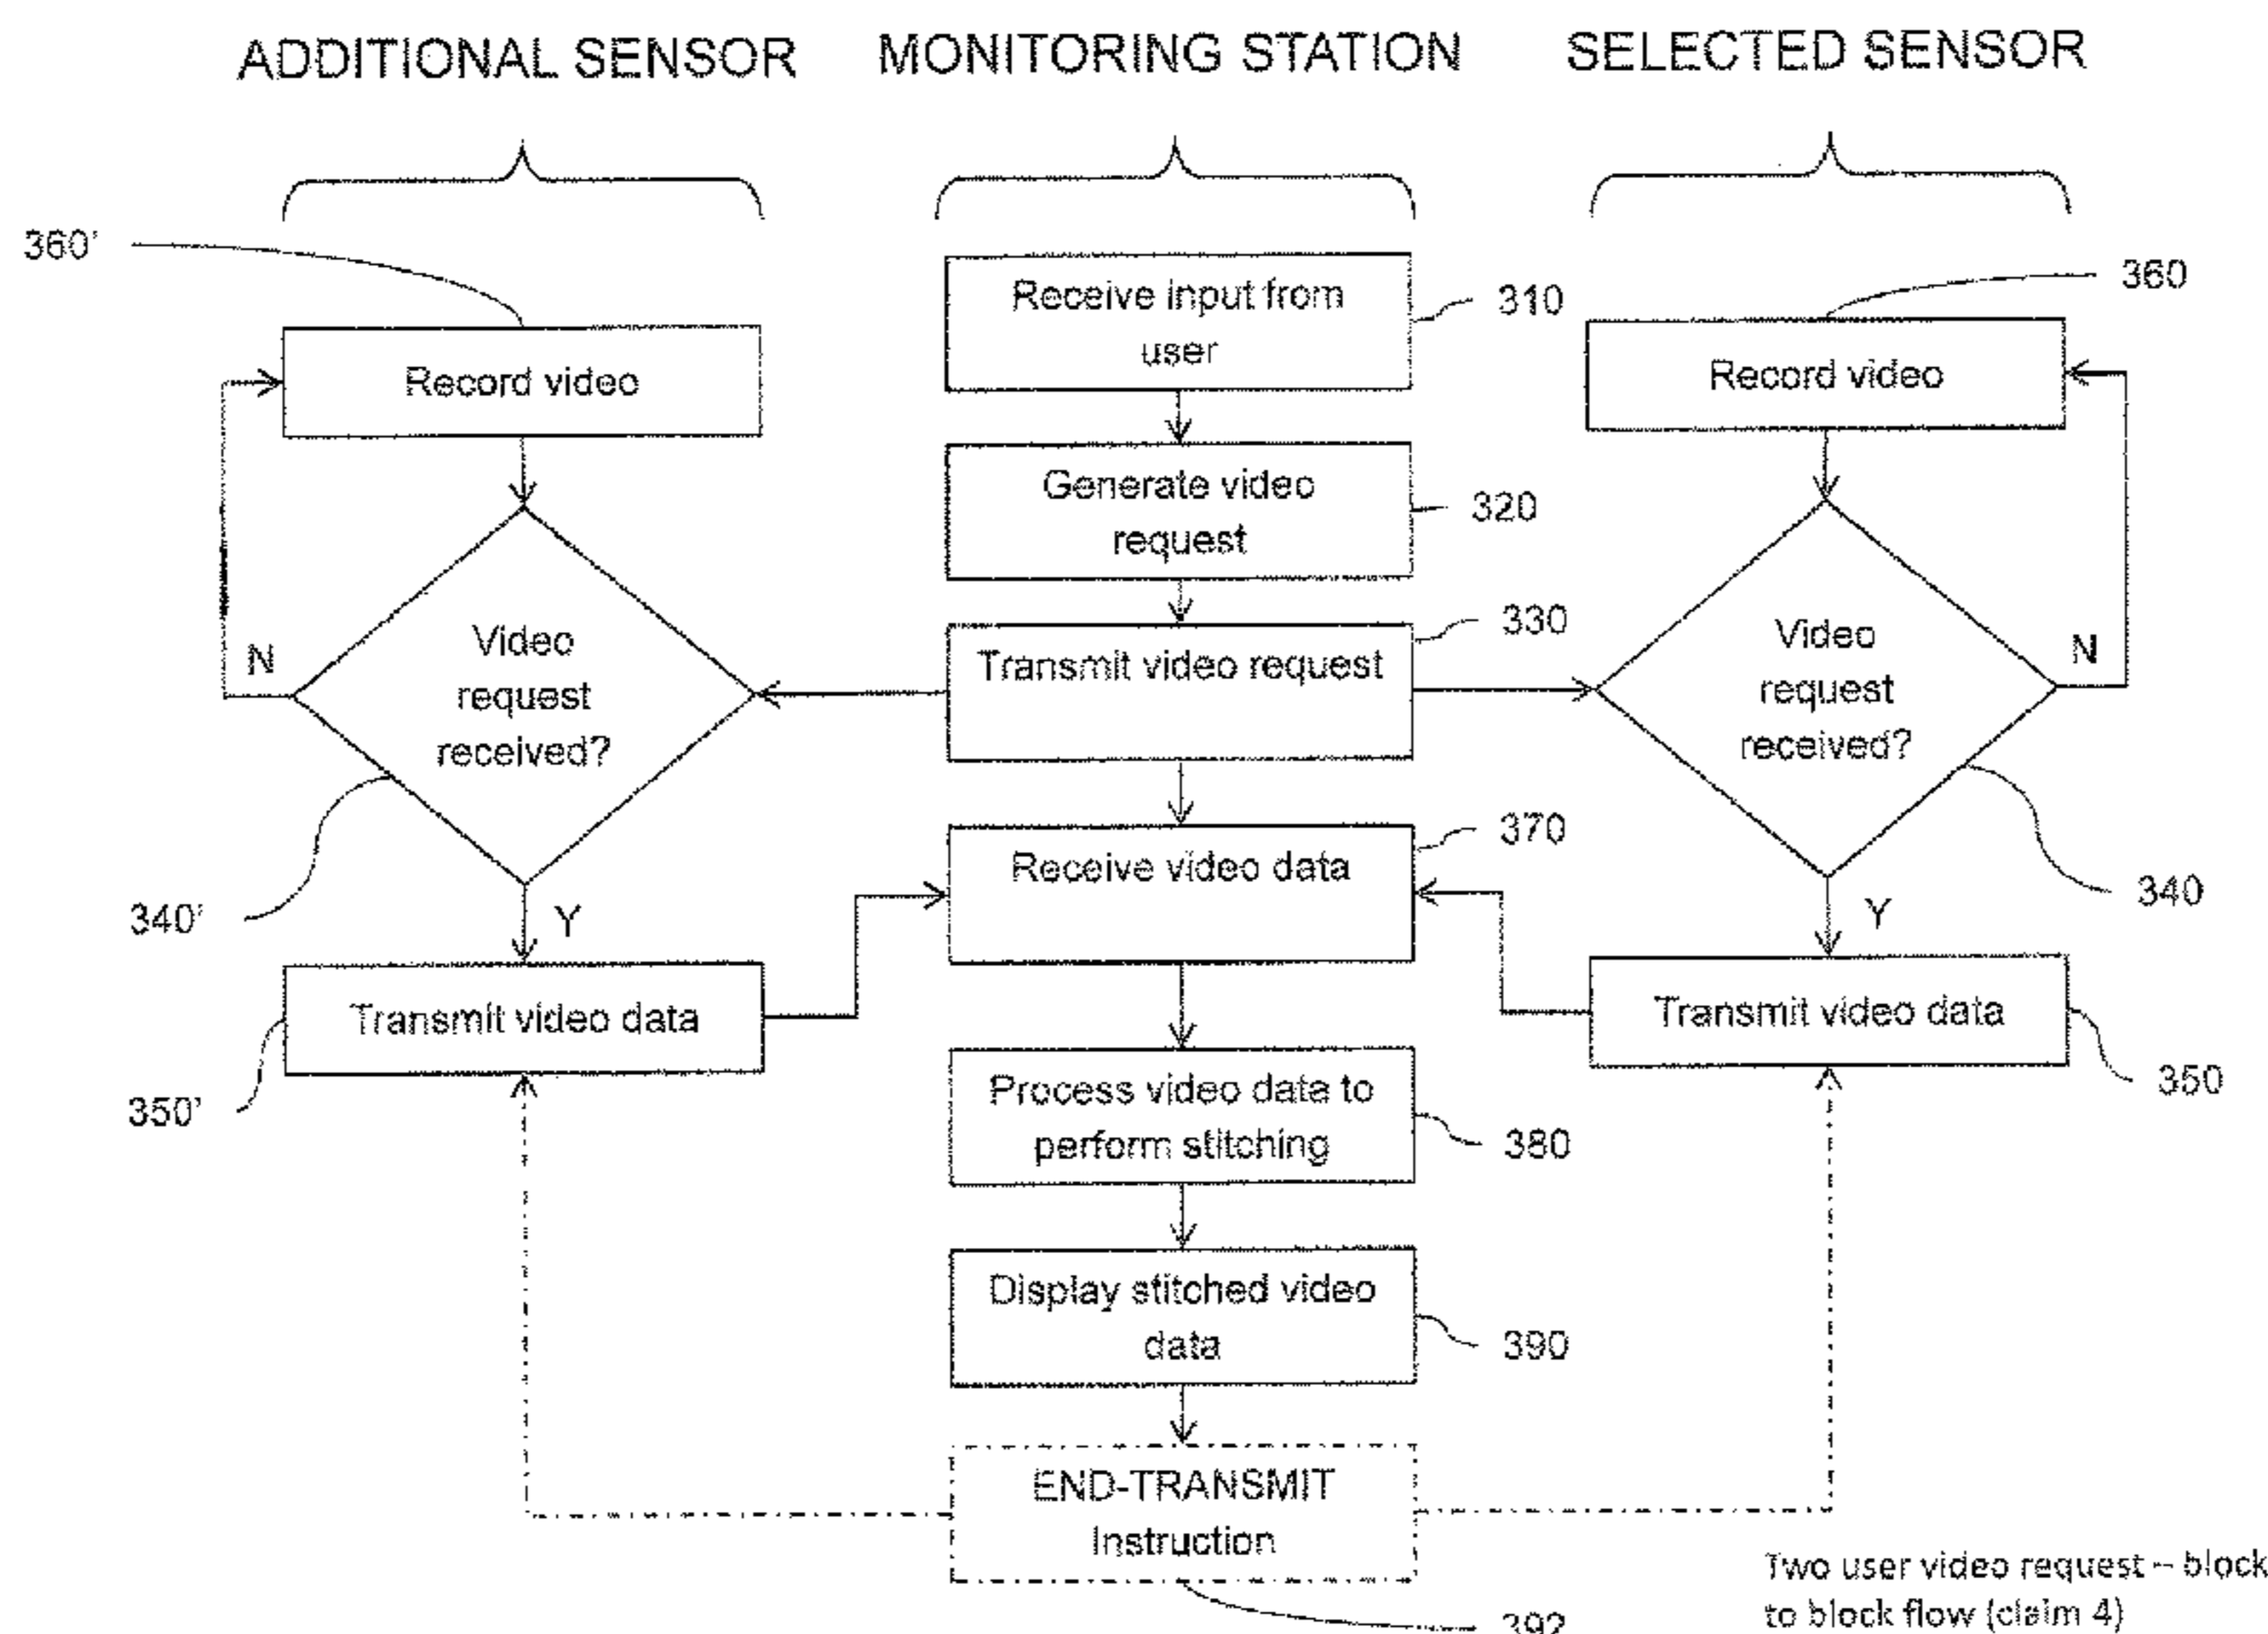 ADDITIONAL SENSOR
MONITORING STATION
SELECTED SENSOR
360'
Record video
N
Video
request
received?
340'
Y
Transmit video data
350'
Receive input from
user
310
Generate video
request
320
Transmit video request
330
Receive video data
370
Process video data to
perform stitching
380
Display stitched video
data
390
END-TRANSMIT
Instruction
392
360
Record video
N
Video
request
received?
340
Y
Transmit video data
350
Two user video request -- block
to block flow (claim 4)